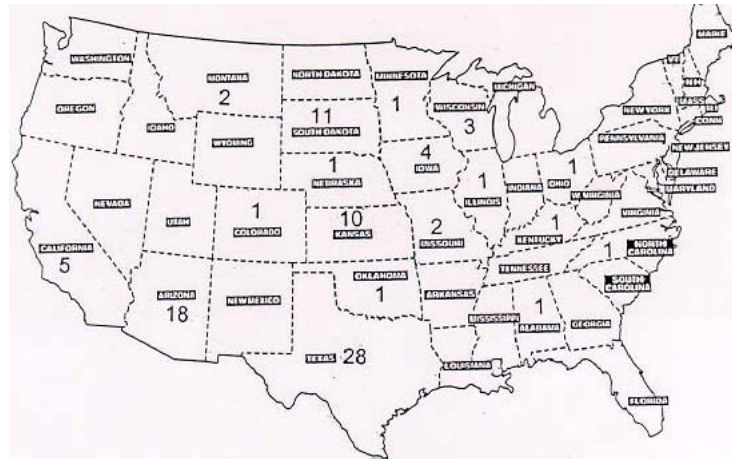 WASHINGTON
MONTANA
2
NORTH DAKOTA
MINNESOTA
1
MICHIGAN
MAINE
VT
NH
MASS
RI
CONN
OREGON
IDAHO
WYOMING
11
SOUTH DAKOTA
WISCONSIN
3
NEW YORK
PENNSYLVANIA
NEW JERSEY
DELAWARE
MARYLAND
NEVADA
UTAH
1
COLORADO
1
NEBRASKA
4
IOWA
1
ILLINOIS
INDIANA
1
OHIO
W.VIRGINIA
VIRGINIA
CALIFORNIA
5
10
KANSAS
2
MISSOURI
1
KENTUCKY
1
NORTH
CAROLINA
TENNESSEE
SOUTH
CAROLINA
ARIZONA
18
NEW MEXICO
OKLAHOMA
1
ARKANSAS
MISSISSIPPI
1
ALABAMA
GEORGIA
TEXAS 28
LOUISIANA
FLORIDA